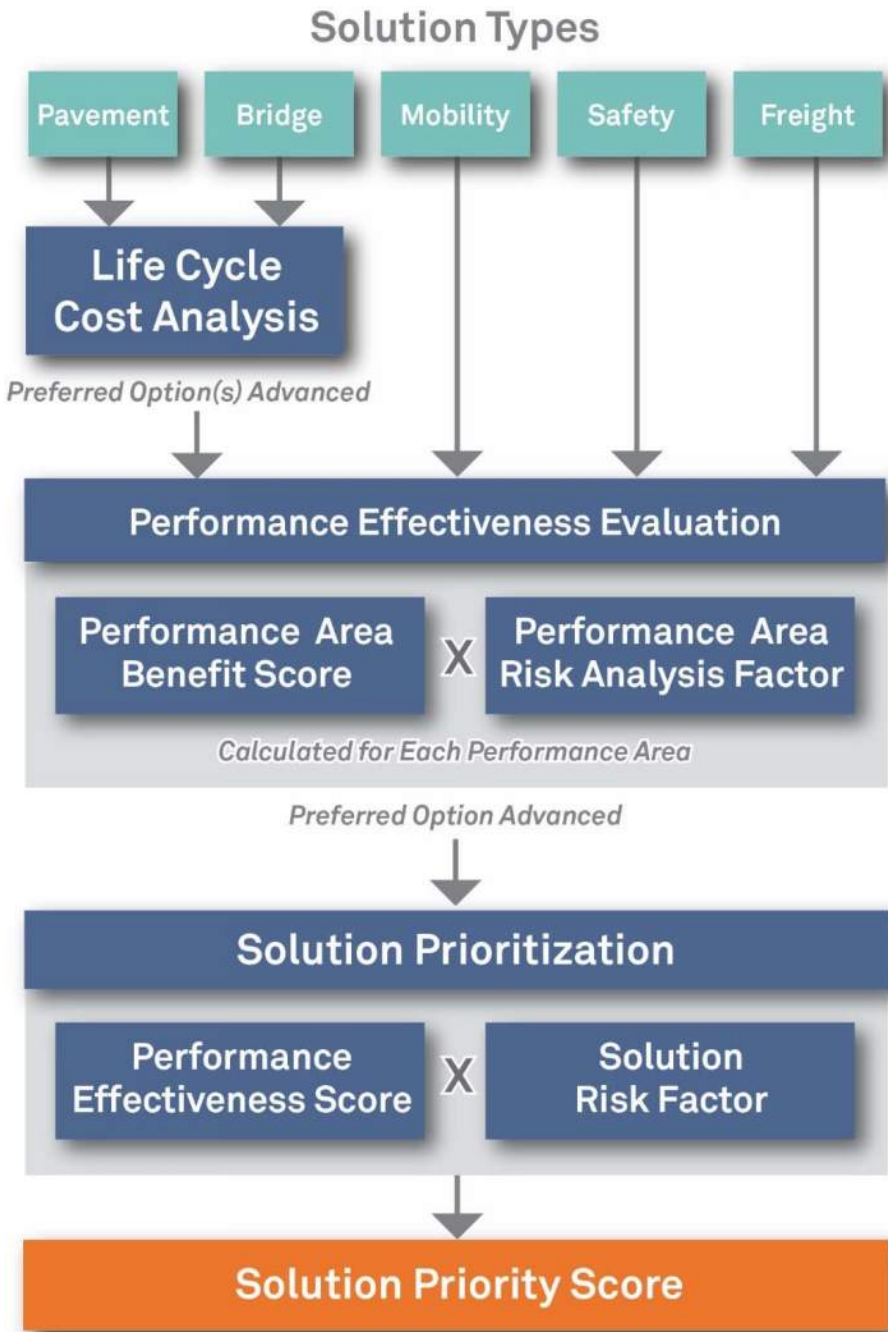 Solution Types
Pavement
Bridge
Mobility
Safety
Freight
Life Cycle
Cost Analysis
Preferred Option(s) Advanced
Performance Effectiveness Evaluation
Performance Area
Benefit Score
X
Performance Area
Risk Analysis Factor
Calculated for Each Performance Area
Preferred Option Advanced
Solution Prioritization
Performance
Effectiveness Score
X
Solution
Risk Factor
Solution Priority Score